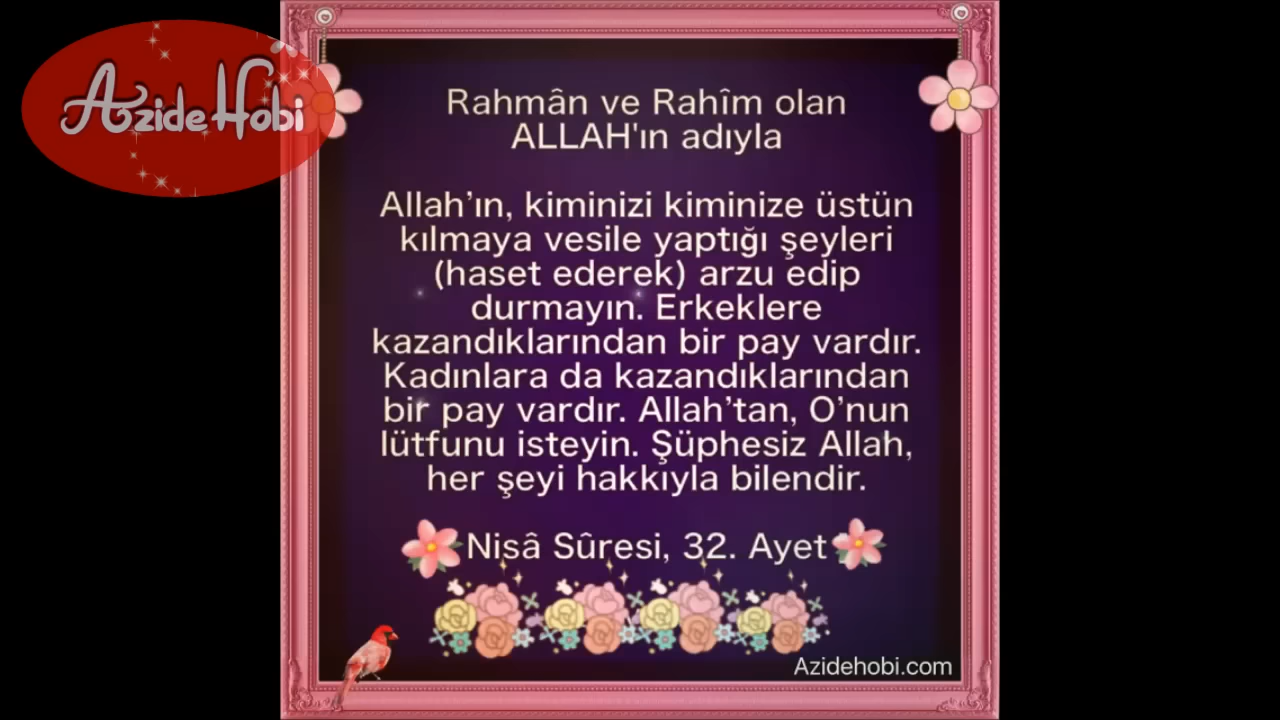 AzideHobi
Rahmân ve Rahîm olan
ALLAH'ın adıyla
Allah’ın, kiminizi kiminize üstün
kılmaya vesile yaptığı şeyleri
(haset ederek) arzu edip
durmayın. Erkeklere
kazandıklarından bir pay vardır.
Kadınlara da kazandıklarından
bir pay vardır. Allah’tan, O’nun
lütfunu isteyin. Şüphesiz Allah,
her şeyi hakkıyla bilendir.
Nisâ Sûresi, 32. Ayet
Azidehobi.com